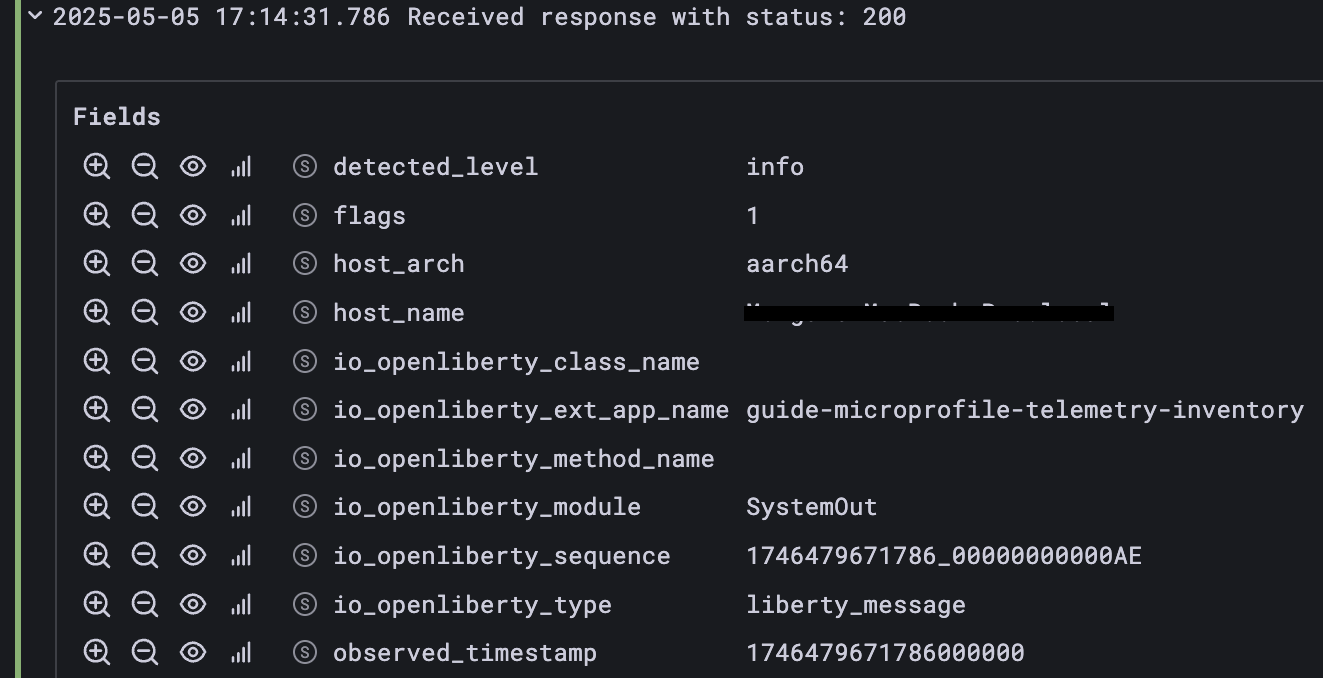 2025-05-05 17:14:31.786 Received response with status: 200
Fields
S detected_level info
S flags 1
S host_arch aarch64
S host_name
S io_openliberty_class_name
S io_openliberty_ext_app_name guide-microprofile-telemetry-inventory
S io_openliberty_method_name
S io_openliberty_module SystemOut
S io_openliberty_sequence 1746479671786_00000000000AE
S io_openliberty_type liberty_message
S observed_timestamp 1746479671786000000